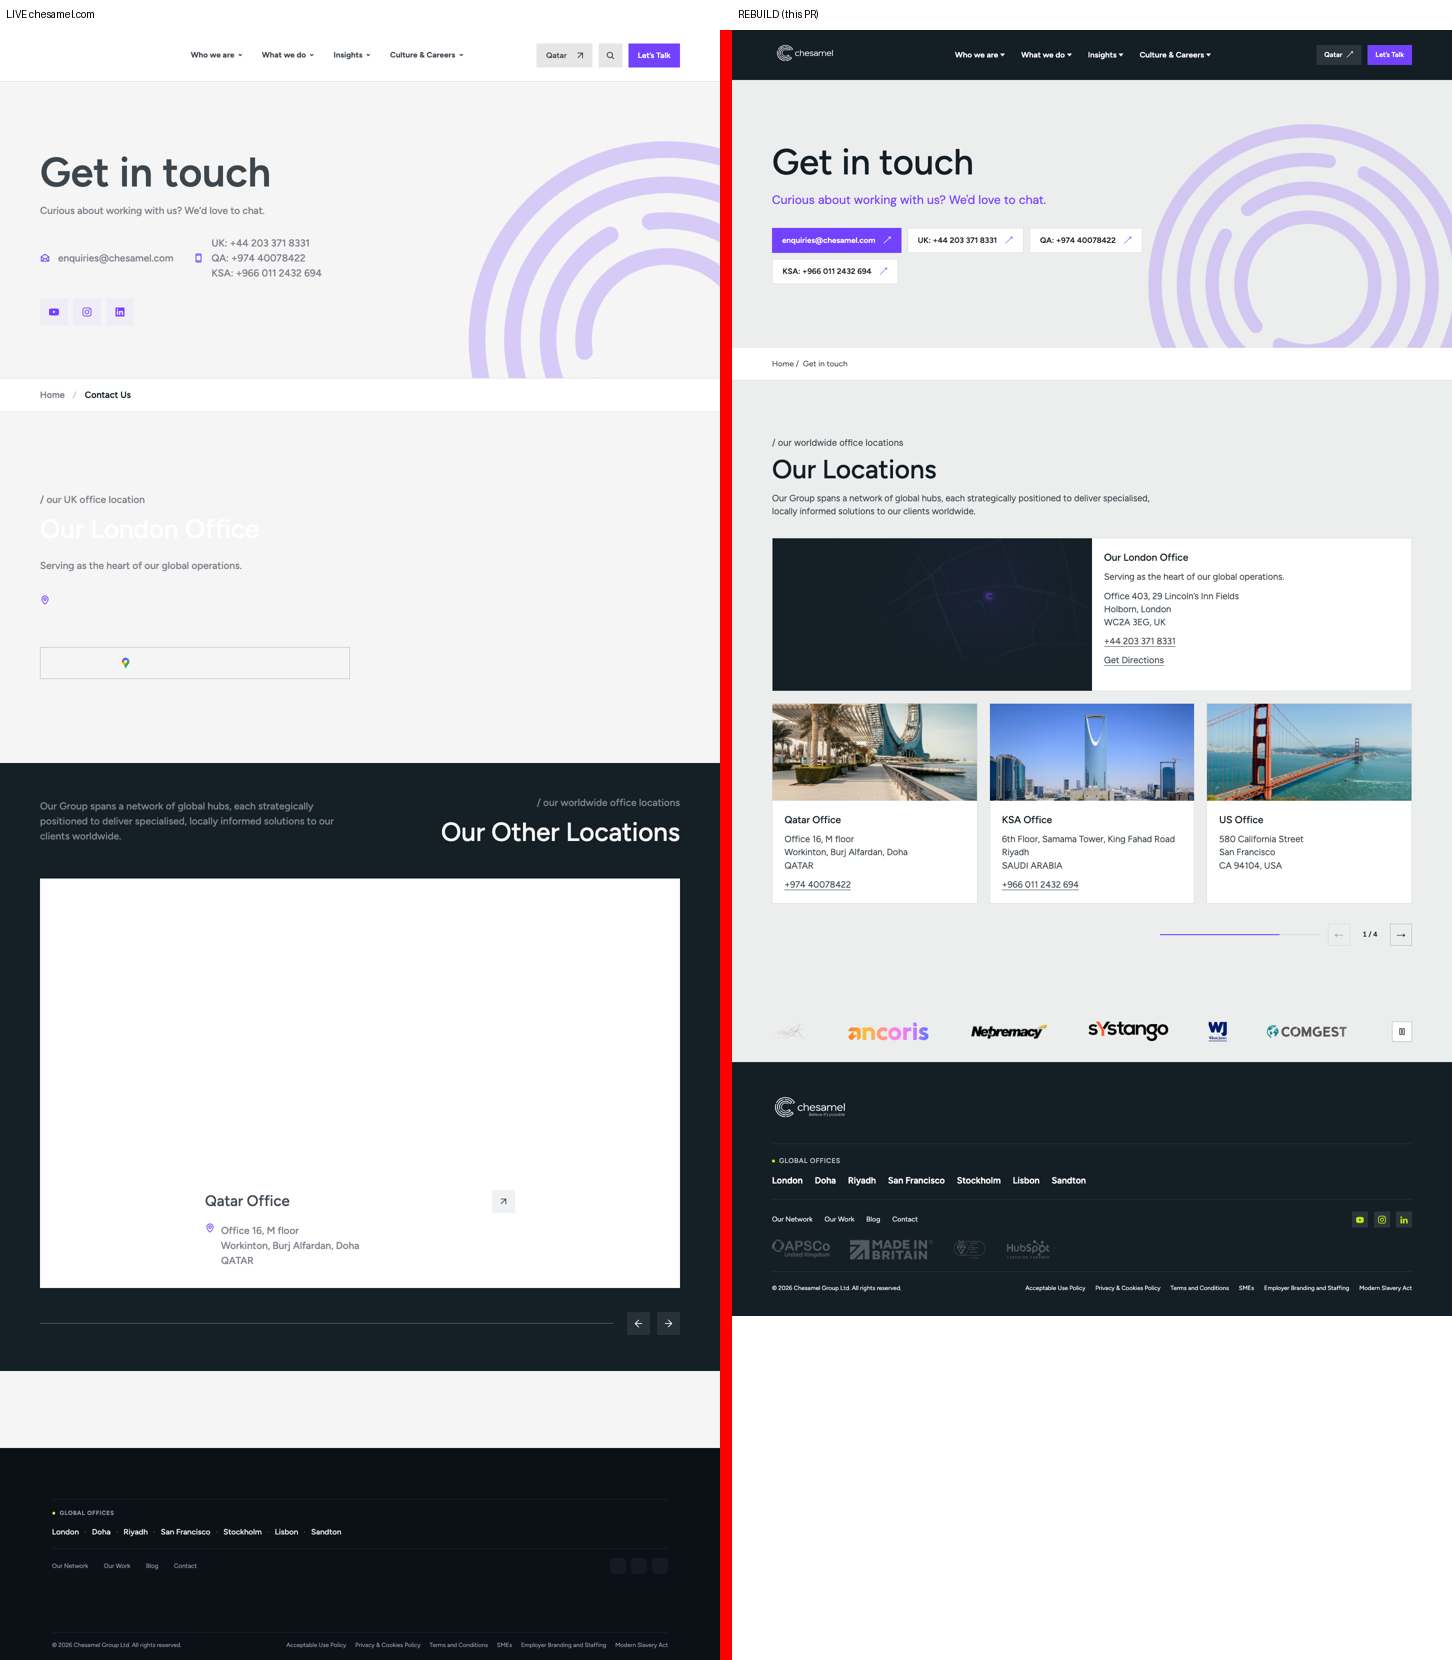 LIVE chesamel.com
Who we are
What we do
Insights
Culture & Careers
Qatar
Let's Talk
Get in touch
Curious about working with us? We'd love to chat.
enquiries@chesamel.com
UK: +44 203 371 8331
QA: +974 40078422
KSA: +966 011 2432 694
Home / Contact Us
/ our UK office location
Our London Office
Serving as the heart of our global operations.
Our Group spans a network of global hubs, each strategically
positioned to deliver specialised, locally informed solutions to our
clients worldwide.
/ our worldwide office locations
Our Other Locations
Qatar Office
Office 16, M floor
Workinton, Burj Alfardan, Doha
QATAR
GLOBAL OFFICES
London · Doha · Riyadh · San Francisco · Stockholm · Lisbon · Sandton
Our Network
Our Work
Blog
Contact
© 2026 Chesamel Group Ltd. All rights reserved.
Acceptable Use Policy
Privacy & Cookies Policy
Terms and Conditions
SMEs
Employer Branding and Staffing
Modern Slavery Act
REBUILD (this PR)
chesamel
Who we are
What we do
Insights
Culture & Careers
Qatar
Let's Talk
Get in touch
Curious about working with us? We'd love to chat.
enquiries@chesamel.com
UK: +44 203 371 8331
QA: +974 40078422
KSA: +966 011 2432 694
Home / Get in touch
/ our worldwide office locations
Our Locations
Our Group spans a network of global hubs, each strategically positioned to deliver specialised,
locally informed solutions to our clients worldwide.
Our London Office
Serving as the heart of our global operations.
Office 403, 29 Lincoln's Inn Fields
Holborn, London
WC2A 3EG, UK
+44 203 371 8331
Get Directions
Qatar Office
Office 16, M floor
Workinton, Burj Alfardan, Doha
QATAR
+974 40078422
KSA Office
6th Floor, Samama Tower, King Fahad Road
Riyadh
SAUDI ARABIA
+966 011 2432 694
US Office
580 California Street
San Francisco
CA 94104, USA
← 1 / 4 →
ancoris
Netpremacy
sYstango
WJ
COMGEST
chesamel
Believe it's possible
GLOBAL OFFICES
London Doha Riyadh San Francisco Stockholm Lisbon Sandton
Our Network
Our Work
Blog
Contact
APSCo
United Kingdom
MADE IN
BRITAIN
HubSpot
© 2026 Chesamel Group Ltd. All rights reserved.
Acceptable Use Policy
Privacy & Cookies Policy
Terms and Conditions
SMEs
Employer Branding and Staffing
Modern Slavery Act